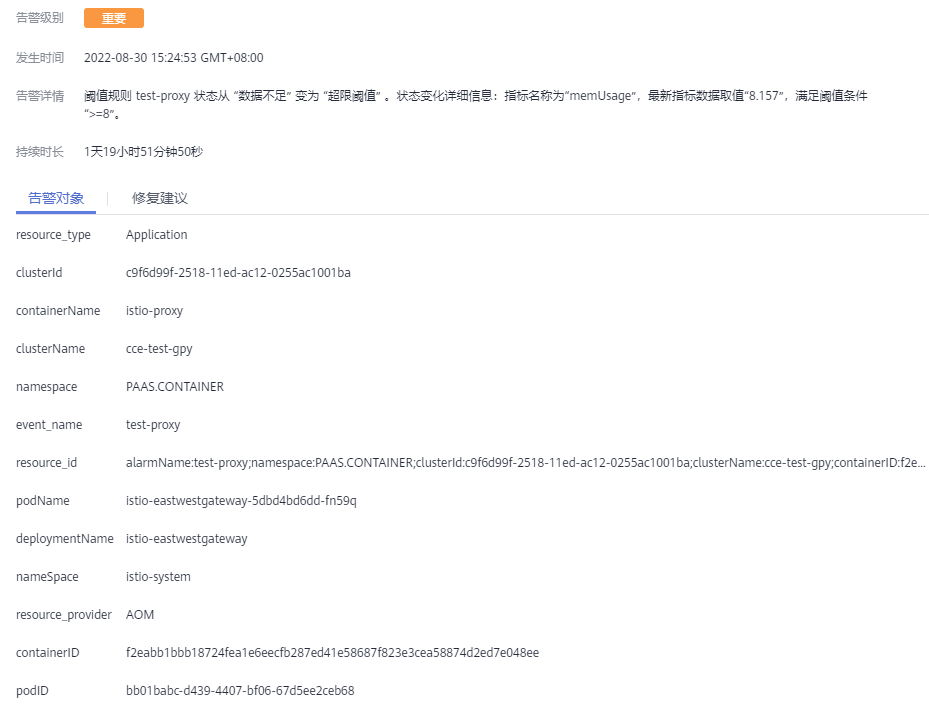 告警级别 重要
发生时间 2022-08-30 15:24:53 GMT+08:00
告警详情 阈值规则 test-proxy 状态从 “数据不足” 变为 “超限阈值” 。状态变化详细信息：指标名称为“memUsage”，最新指标数据取值“8.157”，满足阈值条件
“>=8”。
持续时长 1天19小时51分钟50秒
告警对象 修复建议
resource_type Application
clusterId c9f6d99f-2518-11ed-ac12-0255ac1001ba
containerName istio-proxy
clusterName cce-test-gpy
namespace PAAS.CONTAINER
event_name test-proxy
resource_id alarmName:test-proxy;namespace:PAAS.CONTAINER;clusterId:c9f6d99f-2518-11ed-ac12-0255ac1001ba;clusterName:cce-test-gpy;containerID:f2e...
podName istio-eastwestgateway-5dbd4bd6dd-fn59q
deploymentName istio-eastwestgateway
nameSpace istio-system
resource_provider AOM
containerID f2eabb1bbb18724fea1e6eecfb287ed41e58687f823e3cea58874d2ed7e048ee
podID bb01babc-d439-4407-bf06-67d5ee2ceb68